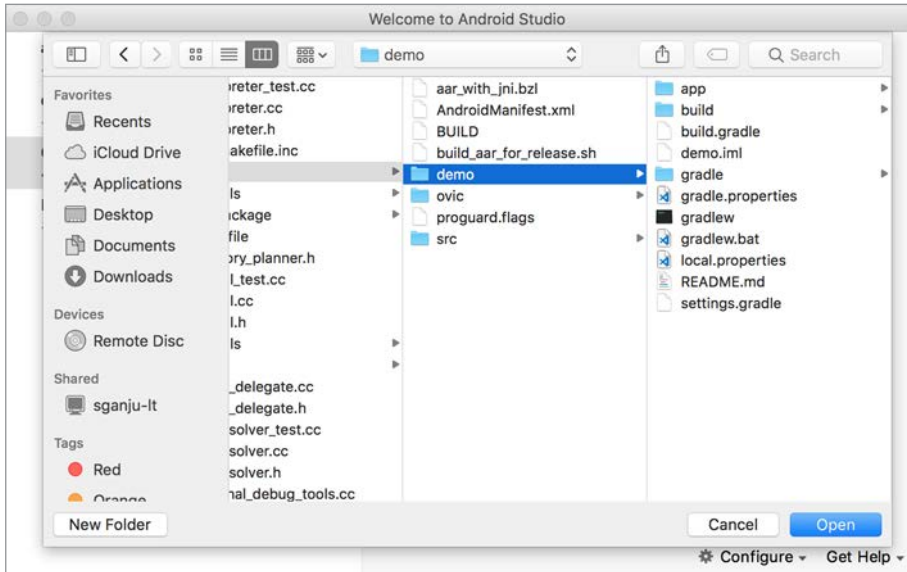 Welcome to Android Studio
demo
Search
Favorites
Recents
iCloud Drive
Applications
Desktop
Documents
Downloads
Devices
Remote Disc
Shared
sganju-lt
Tags
Red
Orange
reter_test.cc
reter.cc
reter.h
akefile.inc
ls
ckage
file
ory_planner.h
l_test.cc
l.cc
l.h
ls
_delegate.cc
_delegate.h
solver_test.cc
solver.cc
solver.h
nal_debug_tools.cc
aar_with_jni.bzl
AndroidManifest.xml
BUILD
build_aar_for_release.sh
demo
ovic
proguard.flags
src
app
build
build.gradle
demo.iml
gradle
gradle.properties
gradlew
gradlew.bat
local.properties
README.md
settings.gradle
New Folder
Cancel
Open
Configure
Get Help